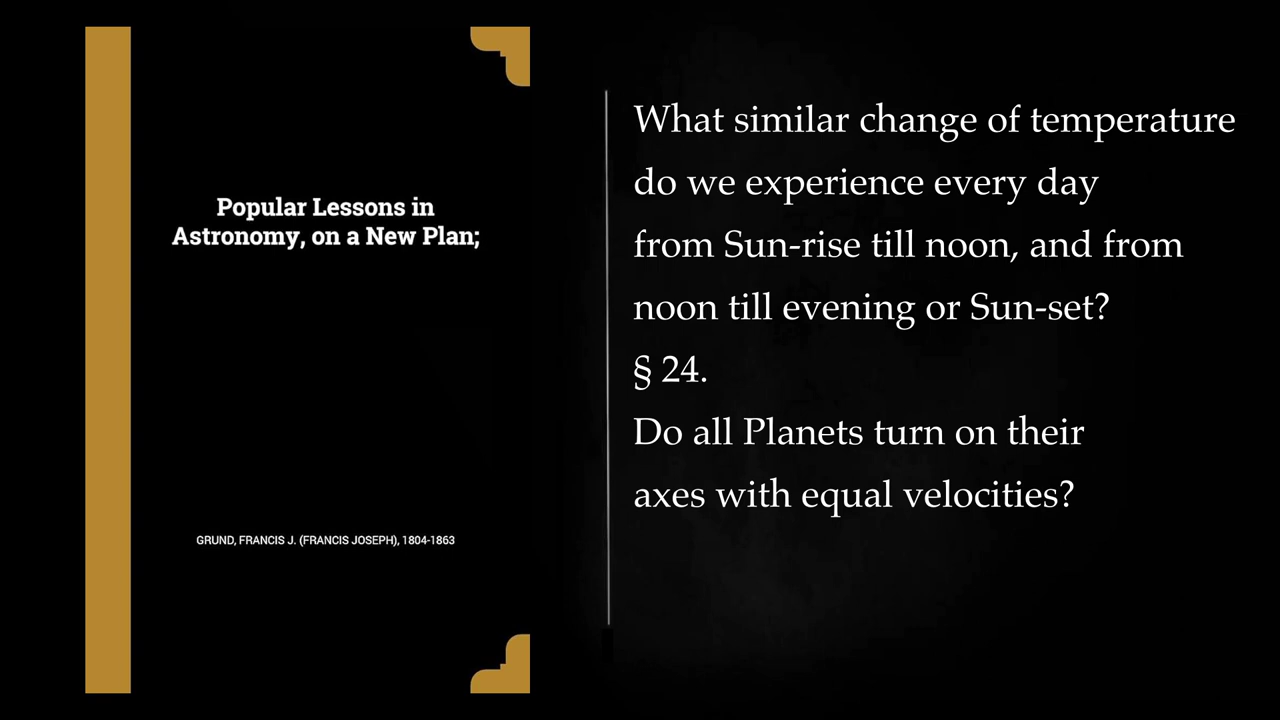 Popular Lessons in
Astronomy, on a New Plan;
GRUND, FRANCIS J. (FRANCIS JOSEPH), 1804-1863
What similar change of temperature
do we experience every day
from Sun-rise till noon, and from
noon till evening or Sun-set?
§ 24.
Do all Planets turn on their
axes with equal velocities?